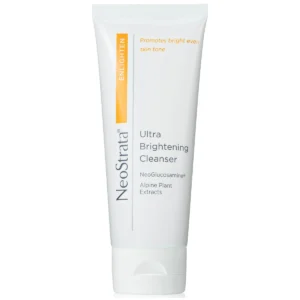 Promotes bright even
skin tone
ENLIGHTEN
NeoStrata®
Ultra
Brightening
Cleanser
NeoGlucosamine®
Alpine Plant
Extracts